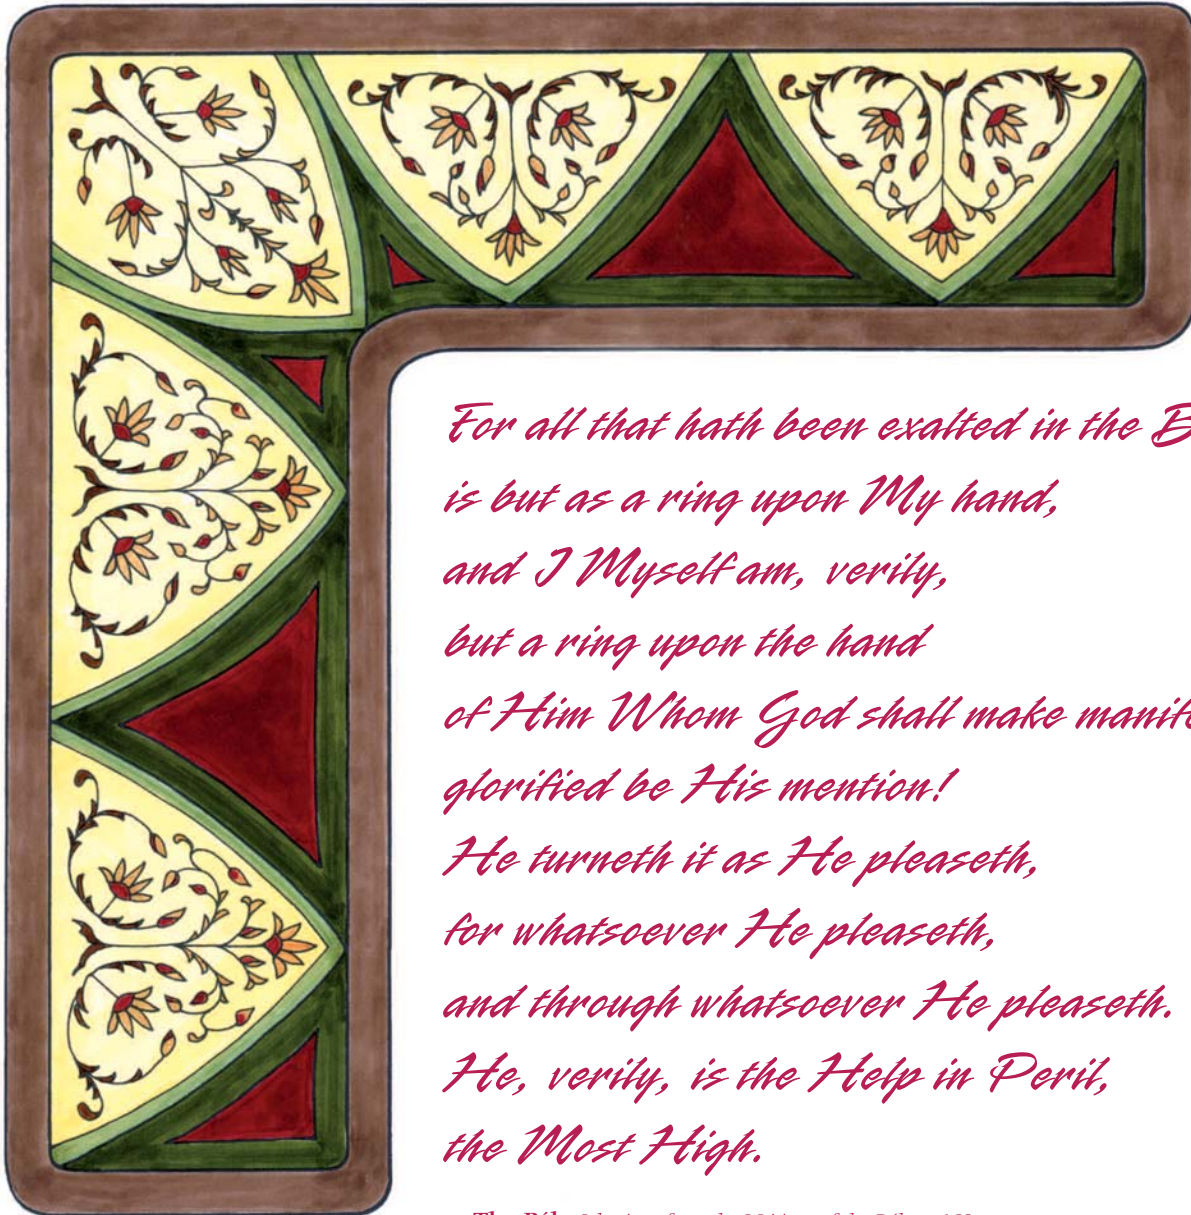 For all that hath been exalted in the
is but as a ring upon My hand,
and I Myself am, verily,
but a ring upon the hand
of Him Whom God shall make
glorified be His mention!
He turneth it as He pleaseth,
for whatsoever He pleaseth,
and through whatsoever He pleaseth.
He, verily, is the Help in Peril,
the Most High.